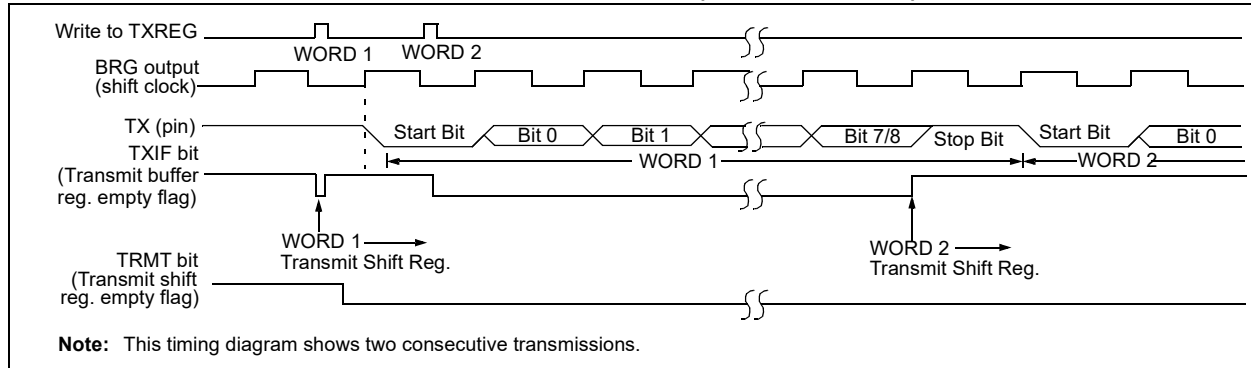 Write to TXREG
WORD 1
WORD 2
BRG output
(shift clock)
TX (pin)
Start Bit
Bit 0
Bit 1
Bit 7/8
Stop Bit
Start Bit
Bit 0
WORD 1
WORD 2
TXIF bit
(Transmit buffer
reg. empty flag)
WORD 1
Transmit Shift Reg.
WORD 2
Transmit Shift Reg.
TRMT bit
(Transmit shift
reg. empty flag)
Note: This timing diagram shows two consecutive transmissions.